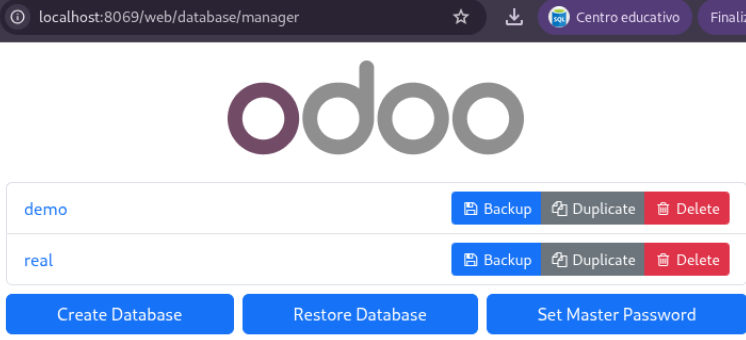 localhost:8069/web/database/manager
Centro educativo
odoo
demo Backup Duplicate Delete
real Backup Duplicate Delete
Create Database Restore Database Set Master Password